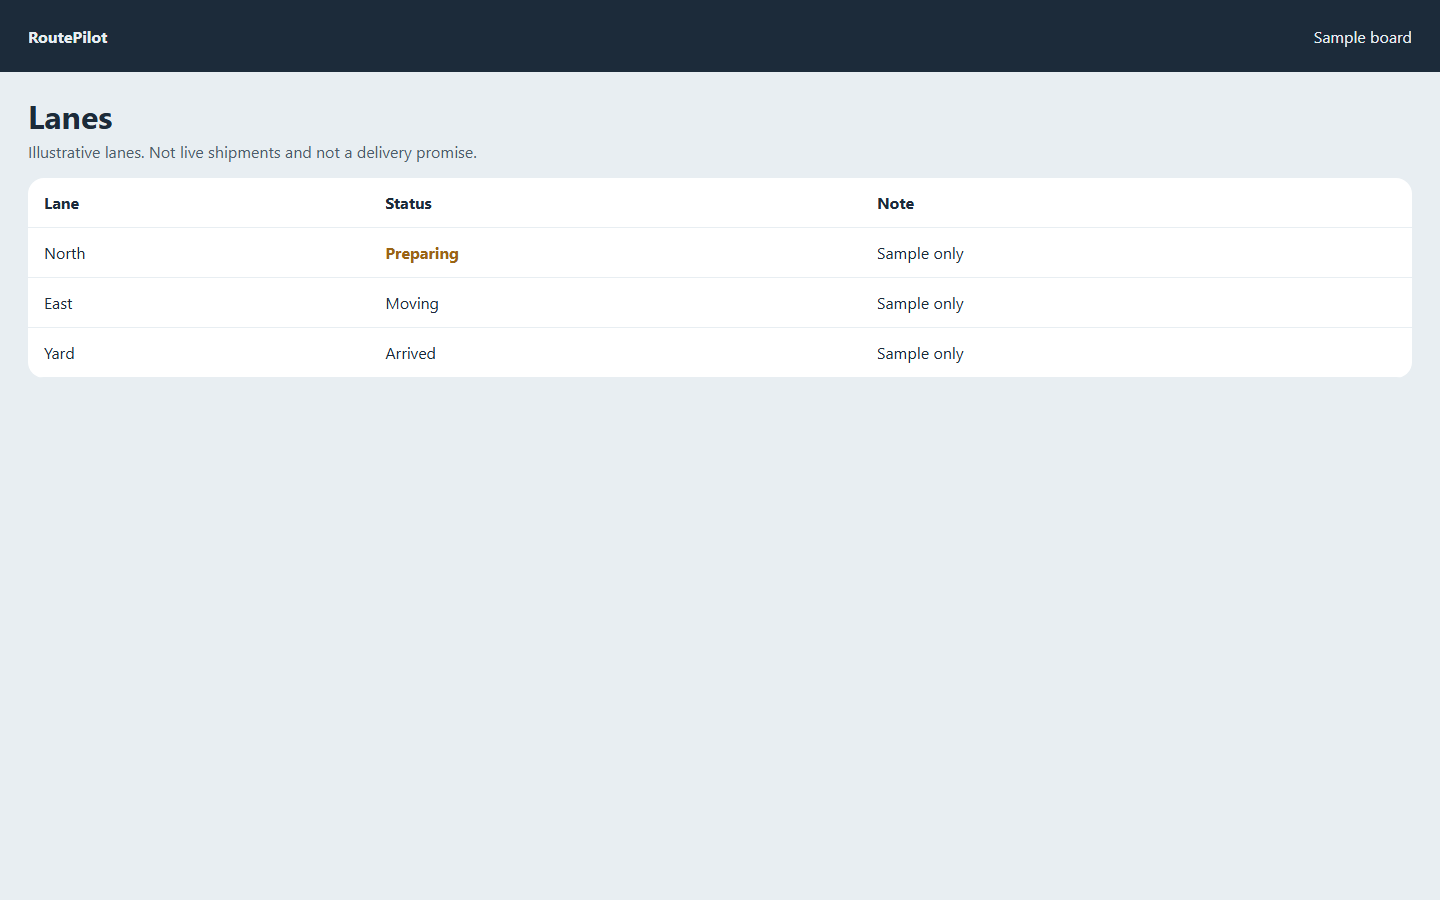 RoutePilot
Sample board
Lanes
Illustrative lanes. Not live shipments and not a delivery promise.
Lane Status Note
North Preparing Sample only
East Moving Sample only
Yard Arrived Sample only